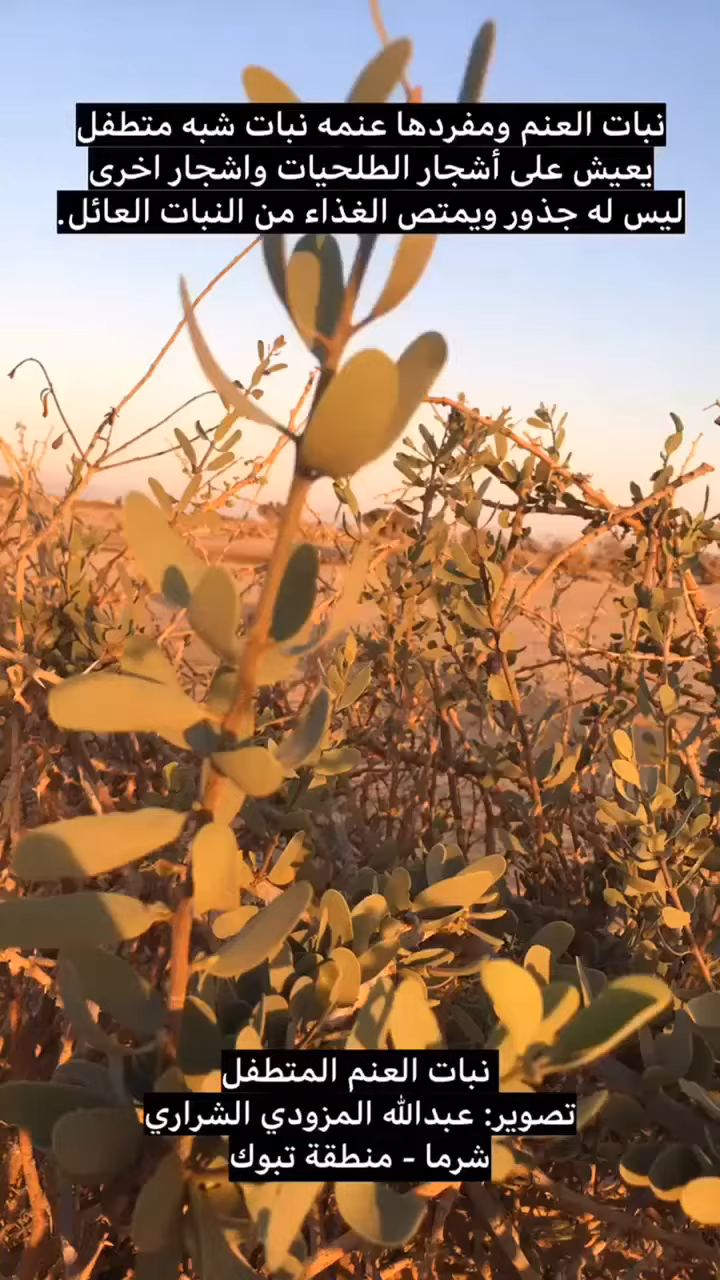 نبات العنم ومفردها عنمه نبات شبه متطفل
يعيش على أشجار الطلحيات واشجار اخرى
ليس له جذور ويمتص الغذاء من النبات العائل.
نبات العنم المتطفل
تصوير: عبدالله المزودي الشراري
شرما - منطقة تبوك